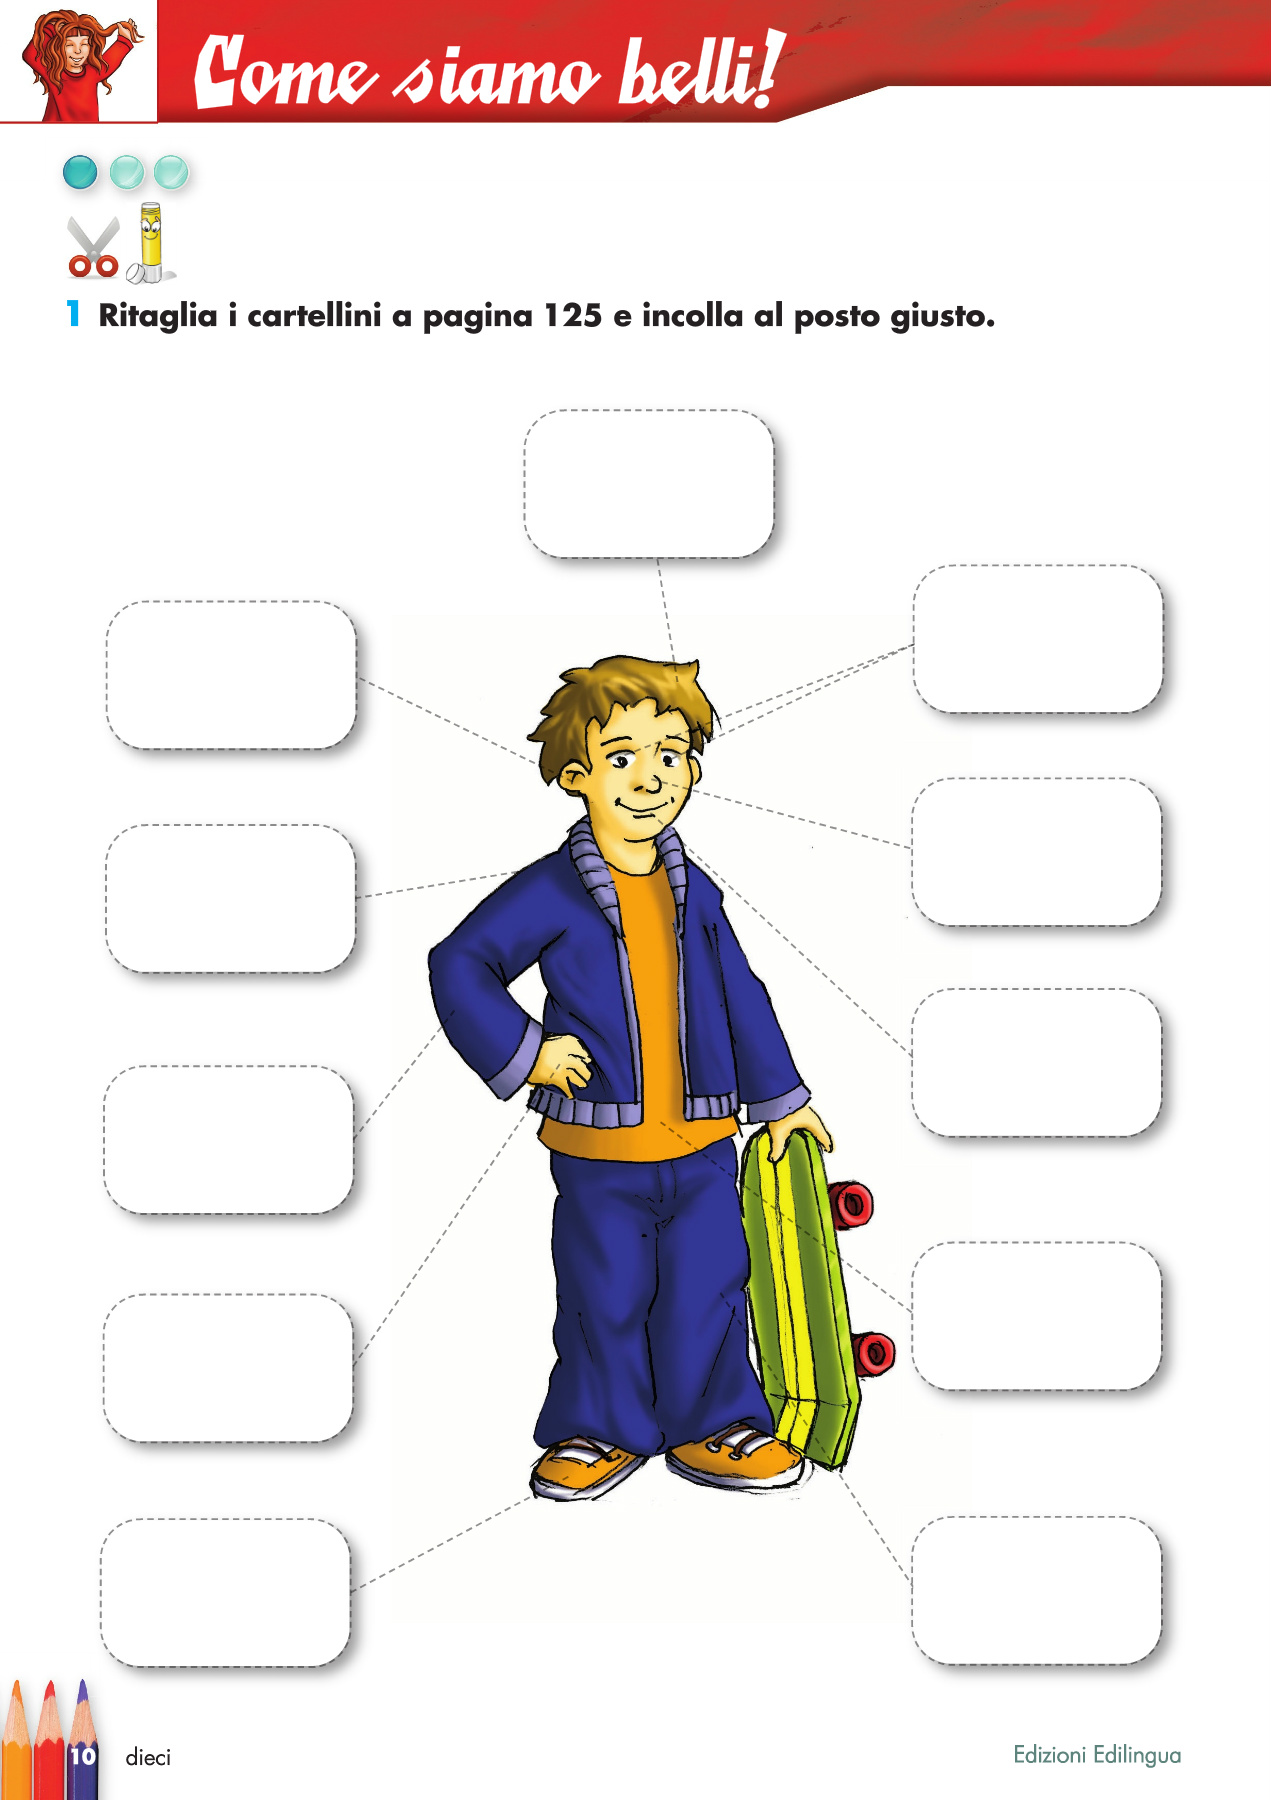 Come siamo belli!
1 Ritaglia i cartellini a pagina 125 e incolla al posto giusto.
10 dieci
Edizioni Edilingua